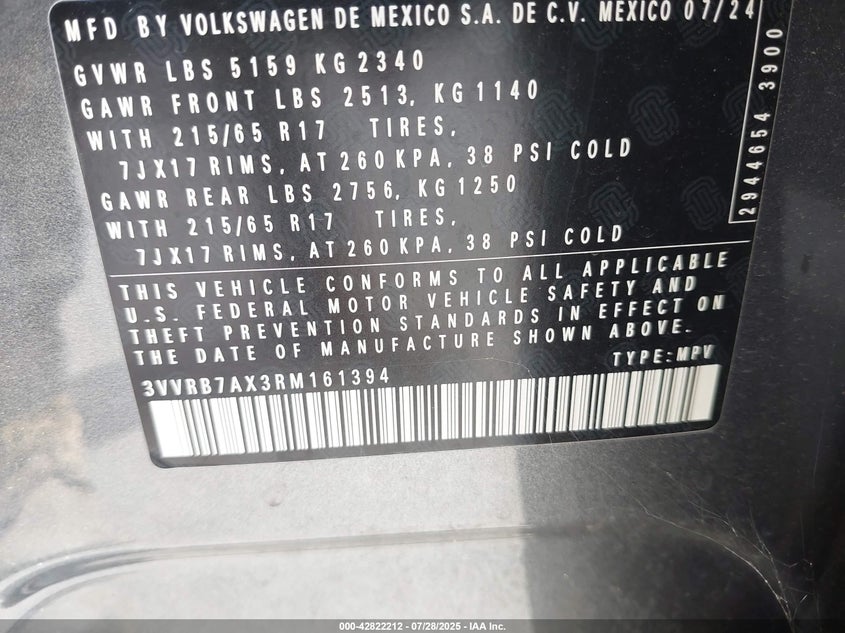 MFD BY VOLKSWAGEN DE MEXICO S.A. DE C.V. MEXICO 07/24
GVWR LBS 5159 KG 2340
GAWR FRONT LBS 2513, KG 1140
WITH 215/65 R17 TIRES,
7JX17 RIMS, AT 260 KPA, 38 PSI COLD
GAWR REAR LBS 2756, KG 1250
WITH 215/65 R17 TIRES,
7JX17 RIMS, AT 260 KPA, 38 PSI COLD
2944654 3900
THIS VEHICLE CONFORMS TO ALL APPLICABLE
U.S. FEDERAL MOTOR VEHICLE SAFETY AND
THEFT PREVENTION STANDARDS IN EFFECT ON
THE DATE OF MANUFACTURE SHOWN ABOVE.
TYPE: MPV
3VVRB7AX3RM161394
000-42822212 - 07/28/2025 - IAA Inc.